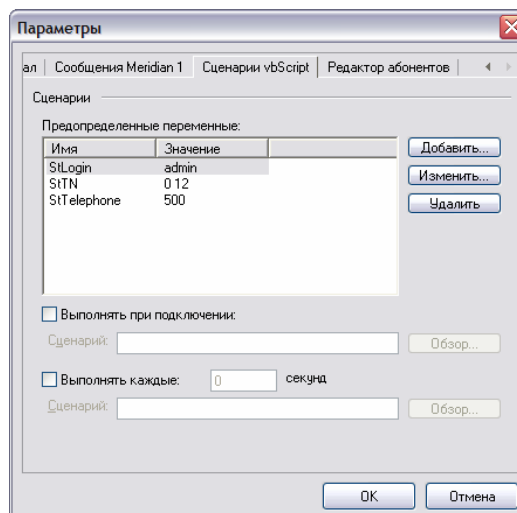 Параметры
ал Сообщения Meridian 1 Сценарии vbScript Редактор абонентов
Сценарии
Предопределенные переменные:
Имя Значение
StLogin admin
StTN 0 12
StTelephone 500
Добавить...
Изменить...
Удалить
Выполнять при подключении:
Сценарий: Обзор...
Выполнять каждые: 0 секунд
Сценарий: Обзор...
OK Отмена